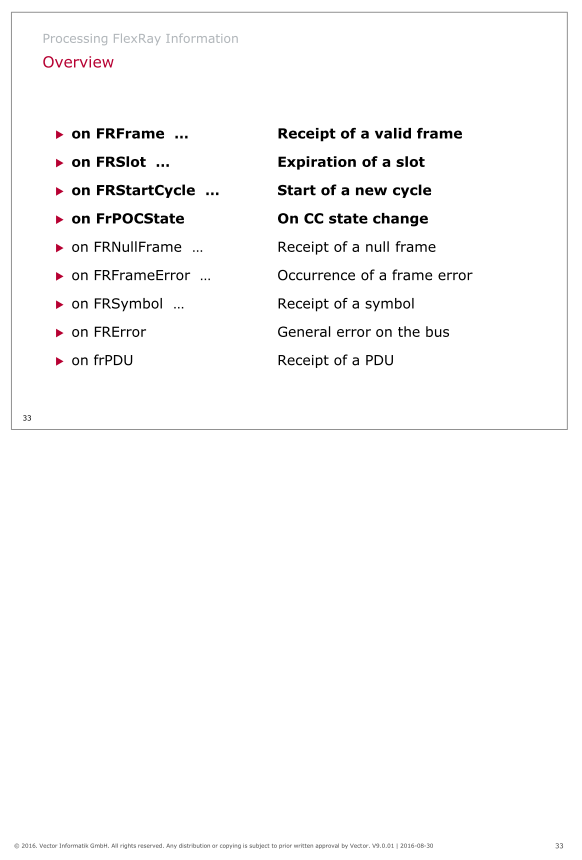 Processing FlexRay Information
Overview
on FRFrame … Receipt of a valid frame
on FRSlot … Expiration of a slot
on FRStartCycle … Start of a new cycle
on FrPOCState On CC state change
on FRNullFrame … Receipt of a null frame
on FRFrameError … Occurrence of a frame error
on FRSymbol … Receipt of a symbol
on FRError General error on the bus
on frPDU Receipt of a PDU
33
© 2016. Vector Informatik GmbH. All rights reserved. Any distribution or copying is subject to prior written approval by Vector. V9.0.01 | 2016-08-30 33